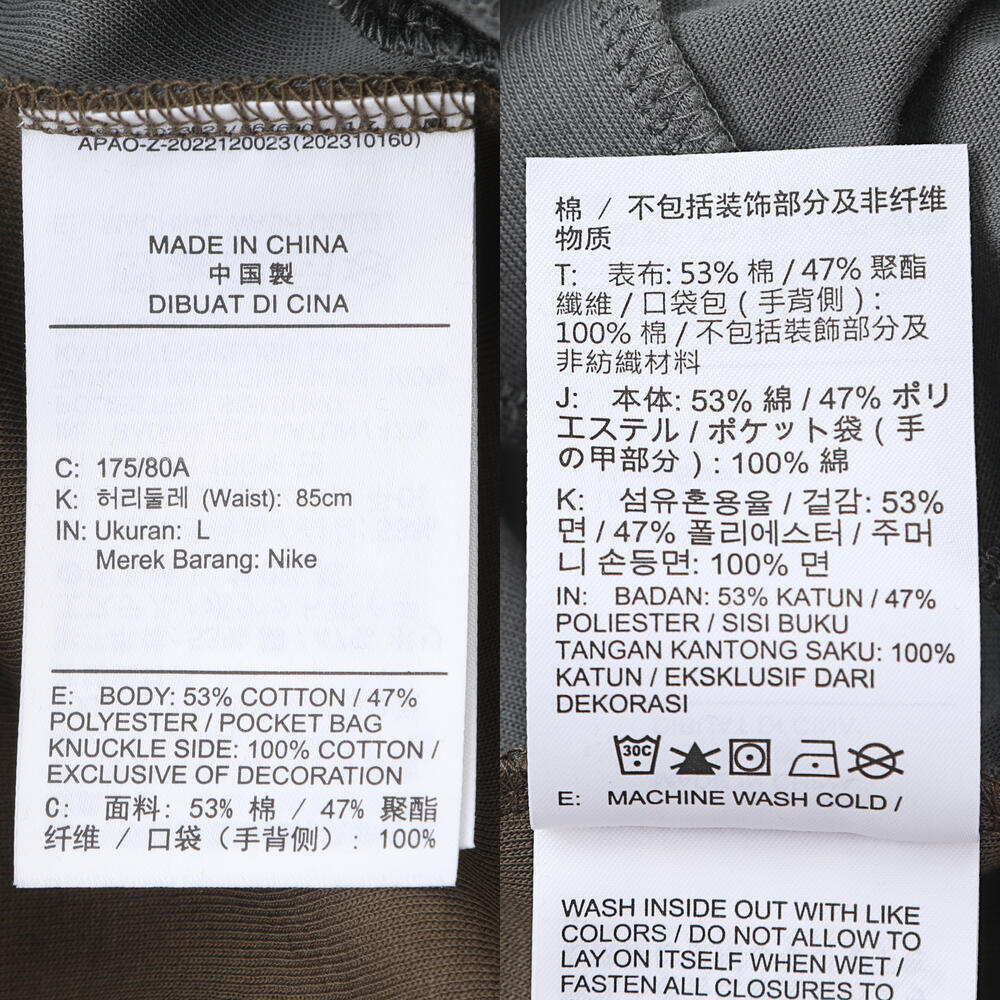 APAO-Z-2022120023(202310160)
MADE IN CHINA
中国製
DIBUAT DI CINA
C: 175/80A
K: 허리둘레 (Waist): 85cm
IN: Ukuran: L
Merek Barang: Nike
E: BODY: 53% COTTON / 47%
POLYESTER / POCKET BAG
KNUCKLE SIDE: 100% COTTON /
EXCLUSIVE OF DECORATION
C: 面料: 53% 棉 / 47% 聚酯
纤维 / 口袋（手背侧）: 100%
棉 / 不包括装饰部分及非纤维
物质
T: 表布: 53% 棉 / 47% 聚酯
纖維 / 口袋包 ( 手背側 ) :
100% 棉 / 不包括裝飾部分及
非紡織材料
J: 本体: 53% 綿 / 47% ポリ
エステル / ポケット袋 ( 手
の甲部分 ) : 100% 綿
K: 섬유혼용율 / 겉감: 53%
면 / 47% 폴리에스터 / 주머
니 손등면: 100% 면
IN: BADAN: 53% KATUN / 47%
POLIESTER / SISI BUKU
TANGAN KANTONG SAKU: 100%
KATUN / EKSKLUSIF DARI
DEKORASI
30C
E: MACHINE WASH COLD /
WASH INSIDE OUT WITH LIKE
COLORS / DO NOT ALLOW TO
LAY ON ITSELF WHEN WET /
FASTEN ALL CLOSURES TO